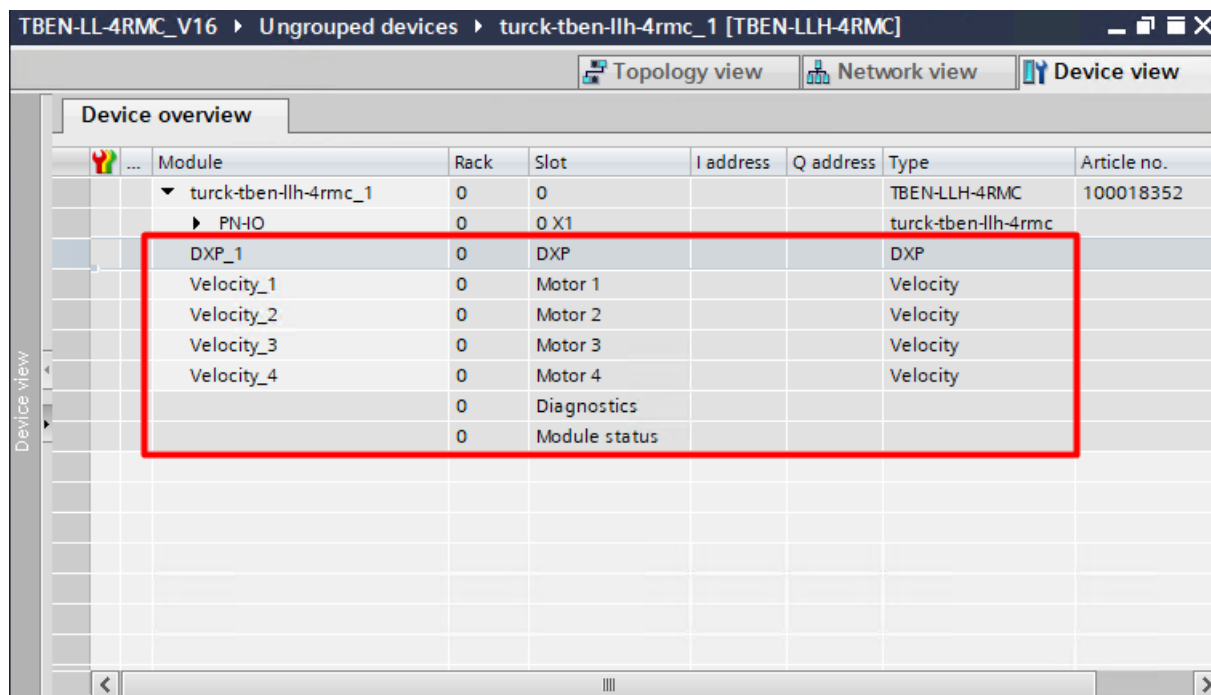 TBEN-LL-4RMC_V16 ▸ Ungrouped devices ▸ turck-tben-llh-4rmc_1 [TBEN-LLH-4RMC]
Topology view Network view Device view
Device overview
... Module Rack Slot I address Q address Type Article no.
turck-tben-llh-4rmc_1 0 0 TBEN-LLH-4RMC 100018352
PN-IO 0 0 X1 turck-tben-llh-4rmc
DXP_1 0 DXP DXP
Velocity_1 0 Motor 1 Velocity
Velocity_2 0 Motor 2 Velocity
Velocity_3 0 Motor 3 Velocity
Velocity_4 0 Motor 4 Velocity
0 Diagnostics
0 Module status
Device view